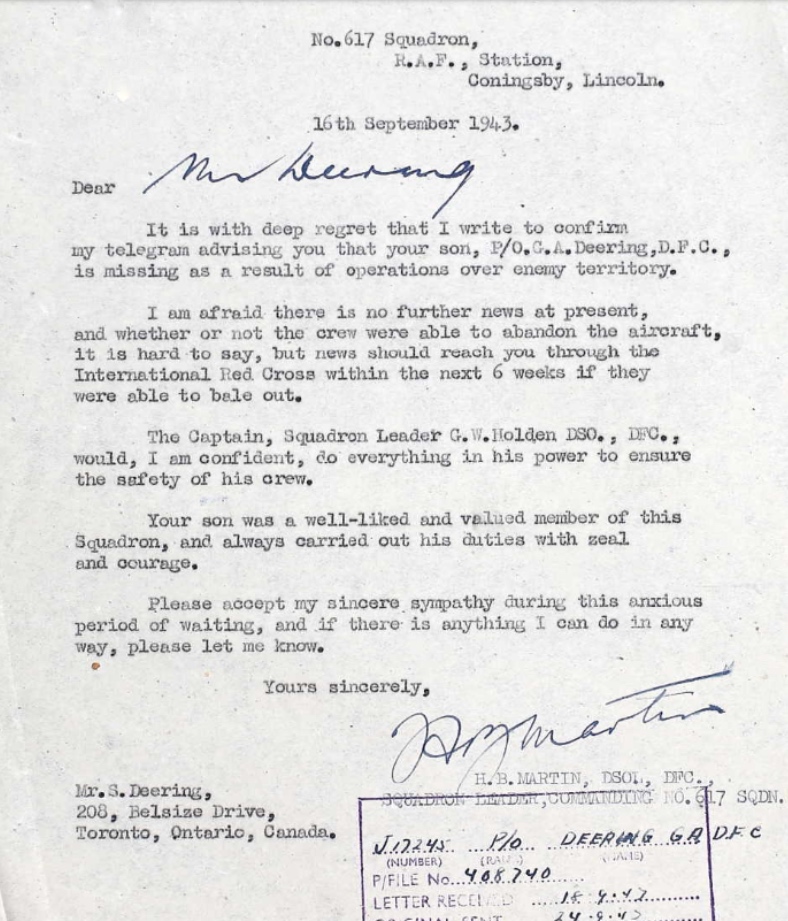 No.617 Squadron,
R.A.F., Station,
Coningsby, Lincoln.
16th September 1943.
Dear Mr Deering
It is with deep regret that I write to confirm
my telegram advising you that your son, P/O.G.A.Deering,D.F.C.,
is missing as a result of operations over enemy territory.
I am afraid there is no further news at present,
and whether or not the crew were able to abandon the aircraft,
it is hard to say, but news should reach you through the
International Red Cross within the next 6 weeks if they
were able to bale out.
The Captain, Squadron Leader G.W.Holden DSO., DFC.,
would, I am confident, do everything in his power to ensure
the safety of his crew.
Your son was a well-liked and valued member of this
Squadron, and always carried out his duties with zeal
and courage.
Please accept my sincere sympathy during this anxious
period of waiting, and if there is anything I can do in any
way, please let me know.
Yours sincerely,
HBMartin
H.B.MARTIN, DSO., DFC.,
SQUADRON LEADER,COMMANDING NO.617 SQDN.
Mr.S.Deering,
208, Belsize Drive,
Toronto, Ontario, Canada.
J17245 P/O DEERING GA DFC
(NUMBER) (RANK) (NAME)
P/FILE No. 408740
LETTER RECEIVED
ORIGINAL SENT